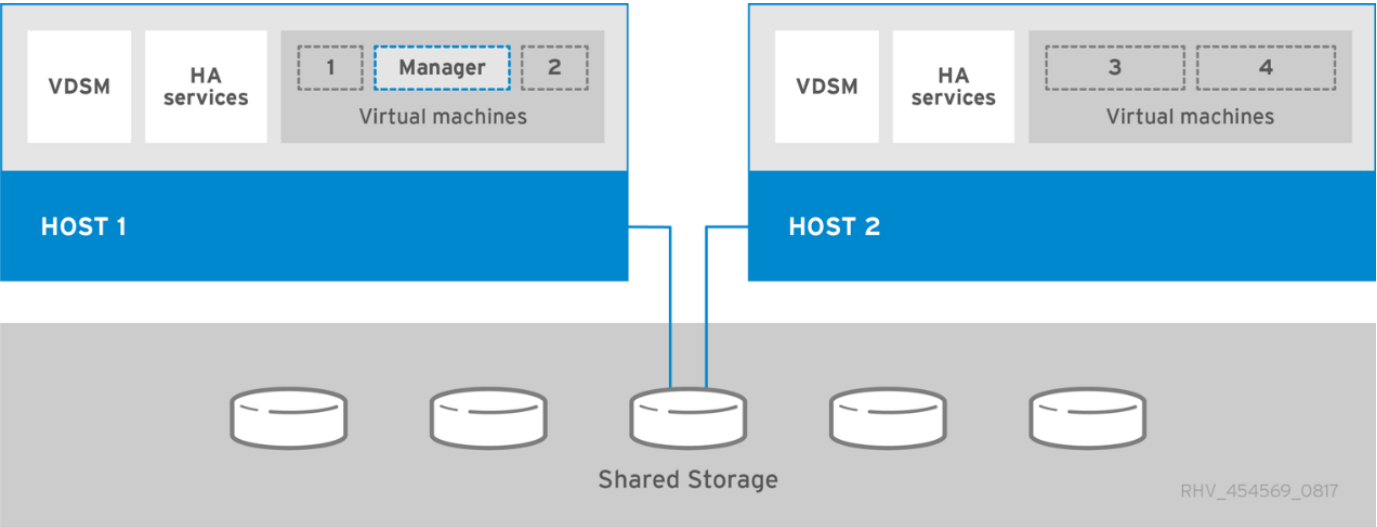 VDSM
HA
services
1
Manager
2
Virtual machines
HOST 1
VDSM
HA
services
3
4
Virtual machines
HOST 2
Shared Storage
RHV_454569_0817